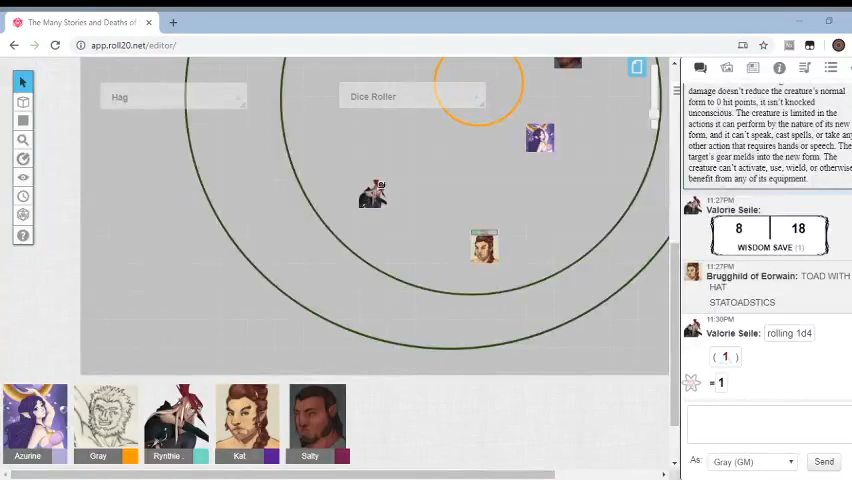 The Many Stories and Deaths of
app.roll20.net/editor/
Hag
Dice Roller
damage doesn't reduce the creature's normal
form to 0 hit points, it isn't knocked
unconscious. The creature is limited in the
actions it can perform by the nature of its new
form, and it can't speak, cast spells, or take any
other action that requires hands or speech. The
target's gear melds into the new form. The
creature can't activate, use, wield, or otherwise
benefit from any of its equipment.
11:27PM
Valorie Seile:
8 18
WISDOM SAVE (1)
11:27PM
Brugghild of Eorwain: TOAD WITH
HAT
STATOADSTICS
11:30PM
Valorie Seile: rolling 1d4
( 1 )
=1
As: Gray (GM) Send
Azurine
Gray
Rynthie .
Kat
Salty